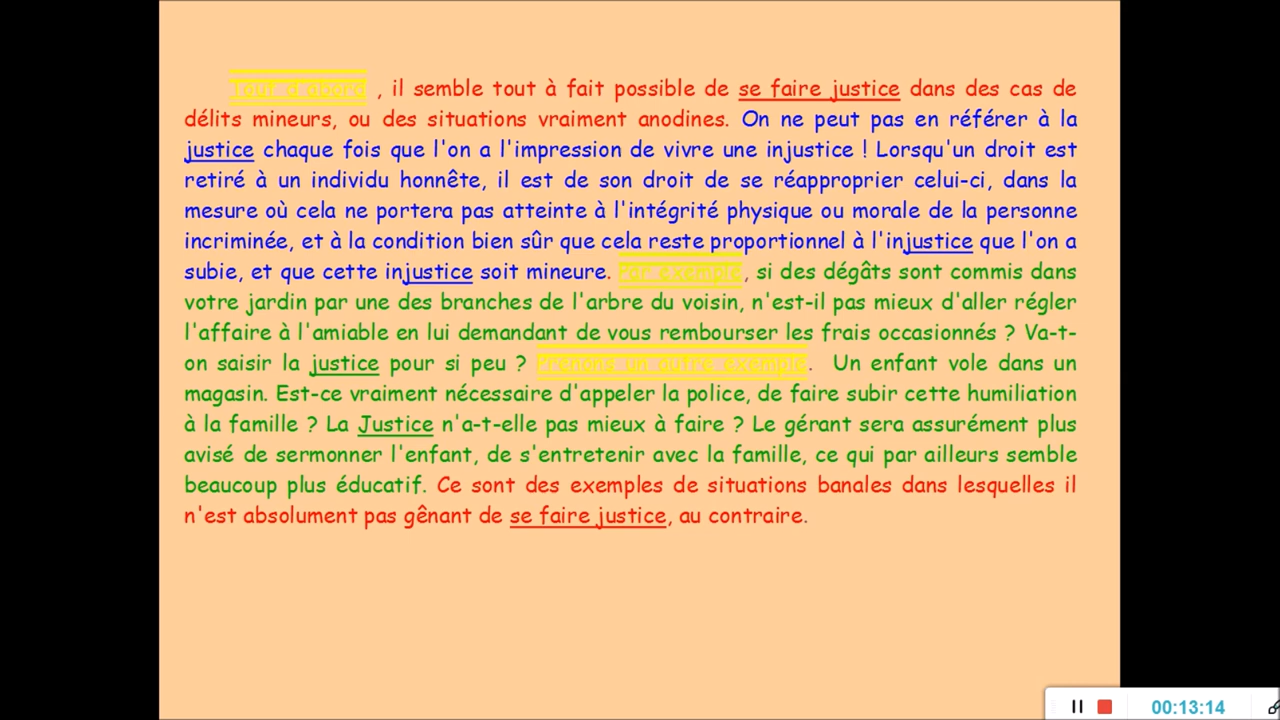 Tout d'abord , il semble tout à fait possible de se faire justice dans des cas de
délits mineurs, ou des situations vraiment anodines. On ne peut pas en référer à la
justice chaque fois que l'on a l'impression de vivre une injustice ! Lorsqu'un droit est
retiré à un individu honnête, il est de son droit de se réapproprier celui-ci, dans la
mesure où cela ne portera pas atteinte à l'intégrité physique ou morale de la personne
incriminée, et à la condition bien sûr que cela reste proportionnel à l'injustice que l'on a
subie, et que cette injustice soit mineure. Par exemple, si des dégâts sont commis dans
votre jardin par une des branches de l'arbre du voisin, n'est-il pas mieux d'aller régler
l'affaire à l'amiable en lui demandant de vous rembourser les frais occasionnés ? Va-t-
on saisir la justice pour si peu ? Prenons un autre exemple. Un enfant vole dans un
magasin. Est-ce vraiment nécessaire d'appeler la police, de faire subir cette humiliation
à la famille ? La Justice n'a-t-elle pas mieux à faire ? Le gérant sera assurément plus
avisé de sermonner l'enfant, de s'entretenir avec la famille, ce qui par ailleurs semble
beaucoup plus éducatif. Ce sont des exemples de situations banales dans lesquelles il
n'est absolument pas gênant de se faire justice, au contraire.
00:13:14